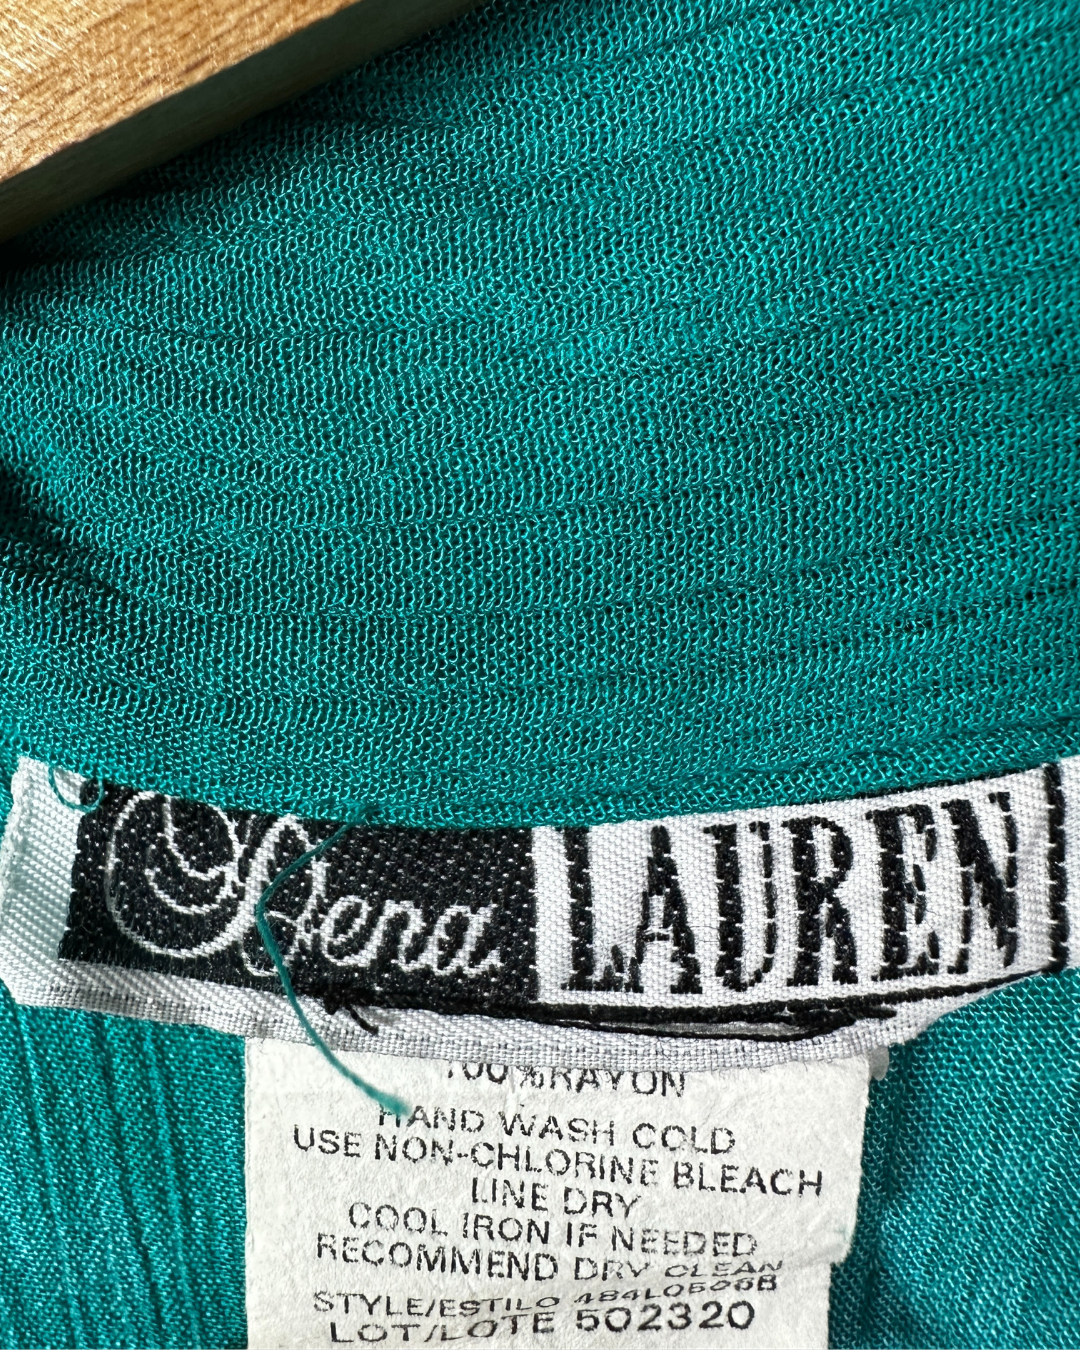 LAUREN
100%RAYON
HAND WASH COLD
USE NON-CHLORINE BLEACH
LINE DRY
COOL IRON IF NEEDED
RECOMMEND DRY CLEAN
STYLE/ESTILO
LOT/LOTE 502320